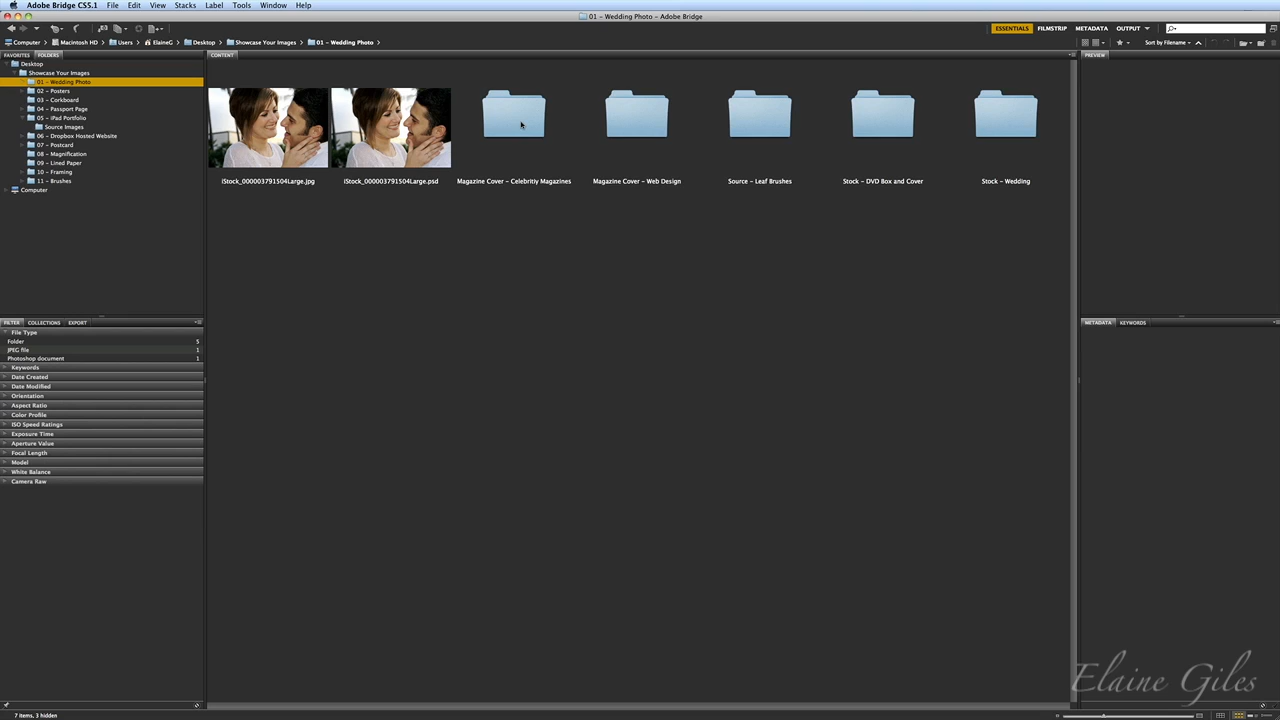 Adobe Bridge CS5.1 File Edit View Stacks Label Tools Window Help
01 - Wedding Photo - Adobe Bridge
ESSENTIALS FILMSTRIP METADATA OUTPUT
Computer Macintosh HD Users ElaineG Desktop Showcase Your Images 01 - Wedding Photo
Sort by Filename
FAVORITES FOLDERS
Desktop
Showcase Your Images
01 - Wedding Photo
02 - Posters
03 - Corkboard
04 - Passport Page
05 - iPad Portfolio
Source Images
06 - Dropbox Hosted Website
07 - Postcard
08 - Magnification
09 - Lined Paper
10 - Framing
11 - Brushes
Computer
CONTENT
iStock_000003791504Large.jpg
iStock_000003791504Large.psd
Magazine Cover - Celebritiy Magazines
Magazine Cover - Web Design
Source - Leaf Brushes
Stock - DVD Box and Cover
Stock - Wedding
PREVIEW
FILTER COLLECTIONS EXPORT
File Type
Folder 5
JPEG file 1
Photoshop document 1
Keywords
Date Created
Date Modified
Orientation
Aspect Ratio
Color Profile
ISO Speed Ratings
Exposure Time
Aperture Value
Focal Length
Model
White Balance
Camera Raw
METADATA KEYWORDS
Elaine Giles
7 items, 3 hidden